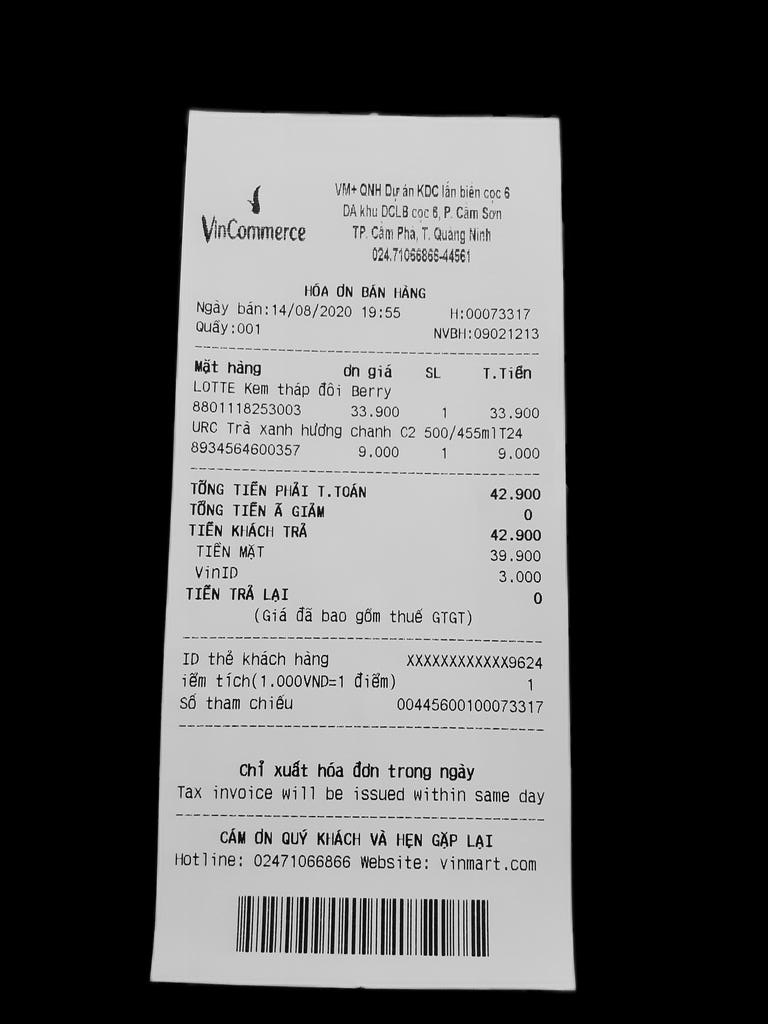 VinCommerce
VM+ QNH Dự án KDC lấn biển cọc 6
DA khu DCLB cọc 6, P. Cẩm Sơn
TP. Cẩm Phả, T. Quảng Ninh
024.71066866-44561
HÓA ƠN BÁN HÀNG
Ngày bán:14/08/2020 19:55 H:00073317
Quầy:001 NVBH:09021213
Mặt hàng ơn giá SL T.Tiền
LOTTE Kem tháp đôi Berry
8801118253003 33.900 1 33.900
URC Trà xanh hương chanh C2 500/455mlT24
8934564600357 9.000 1 9.000
TỔNG TIỀN PHẢI T.TOÁN 42.900
TỔNG TIỀN Ã GIẢM 0
TIỀN KHÁCH TRẢ 42.900
TIỀN MẶT 39.900
VinID 3.000
TIỀN TRẢ LẠI 0
(Giá đã bao gồm thuế GTGT)
ID thẻ khách hàng XXXXXXXXXXXX9624
iểm tích(1.000VND=1 điểm) 1
Số tham chiếu 00445600100073317
Chỉ xuất hóa đơn trong ngày
Tax invoice will be issued within same day
CÁM ƠN QUÝ KHÁCH VÀ HẸN GẶP LẠI
Hotline: 02471066866 Website: vinmart.com